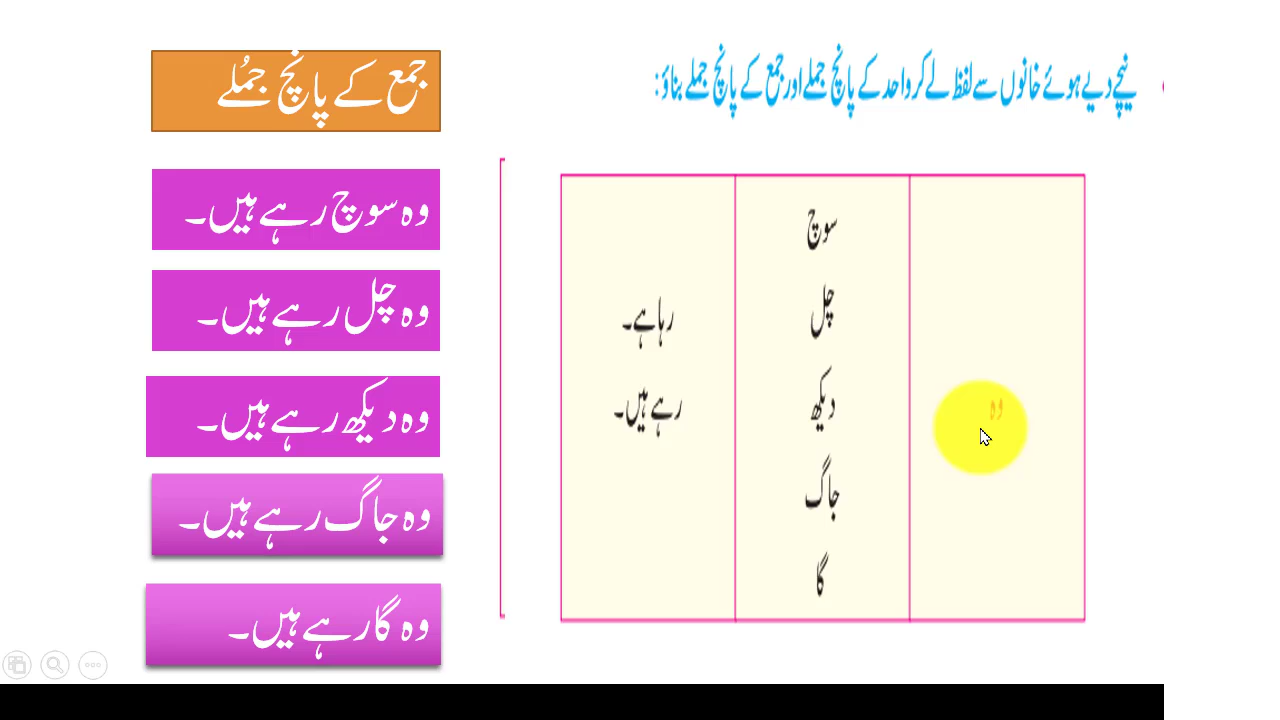 نیچے دیے ہوئے خانوں سے لفظ لے کر واحد کے پانچ جملے اور جمع کے پانچ جملے بناؤ:
وہ
سوچ
چل
دیکھ
جاگ
گا
رہا ہے۔
رہے ہیں۔
جمع کے پانچ جُملے
وہ سوچ رہے ہیں۔
وہ چل رہے ہیں۔
وہ دیکھ رہے ہیں۔
وہ جاگ رہے ہیں۔
وہ گا رہے ہیں۔